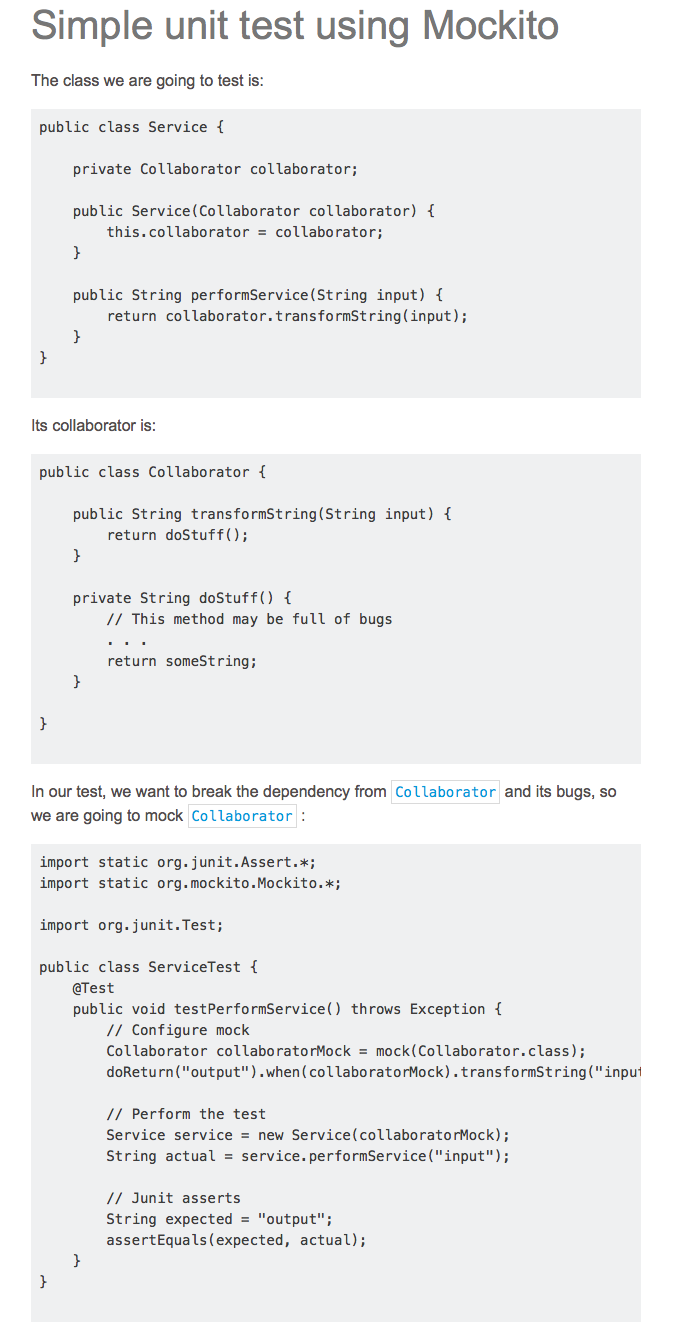 Simple unit test using Mockito
The class we are going to test is:
public class Service {
    private Collaborator collaborator;
    public Service(Collaborator collaborator) {
        this.collaborator = collaborator;
    }
    public String performService(String input) {
        return collaborator.transformString(input);
    }
}
Its collaborator is:
public class Collaborator {
    public String transformString(String input) {
        return doStuff();
    }
    private String doStuff() {
        // This method may be full of bugs
        . . .
        return someString;
    }
}
In our test, we want to break the dependency from Collaborator and its bugs, so
we are going to mock Collaborator :
import static org.junit.Assert.*;
import static org.mockito.Mockito.*;
import org.junit.Test;
public class ServiceTest {
    @Test
    public void testPerformService() throws Exception {
        // Configure mock
        Collaborator collaboratorMock = mock(Collaborator.class);
        doReturn("output").when(collaboratorMock).transformString("input
        // Perform the test
        Service service = new Service(collaboratorMock);
        String actual = service.performService("input");
        // Junit asserts
        String expected = "output";
        assertEquals(expected, actual);
    }
}